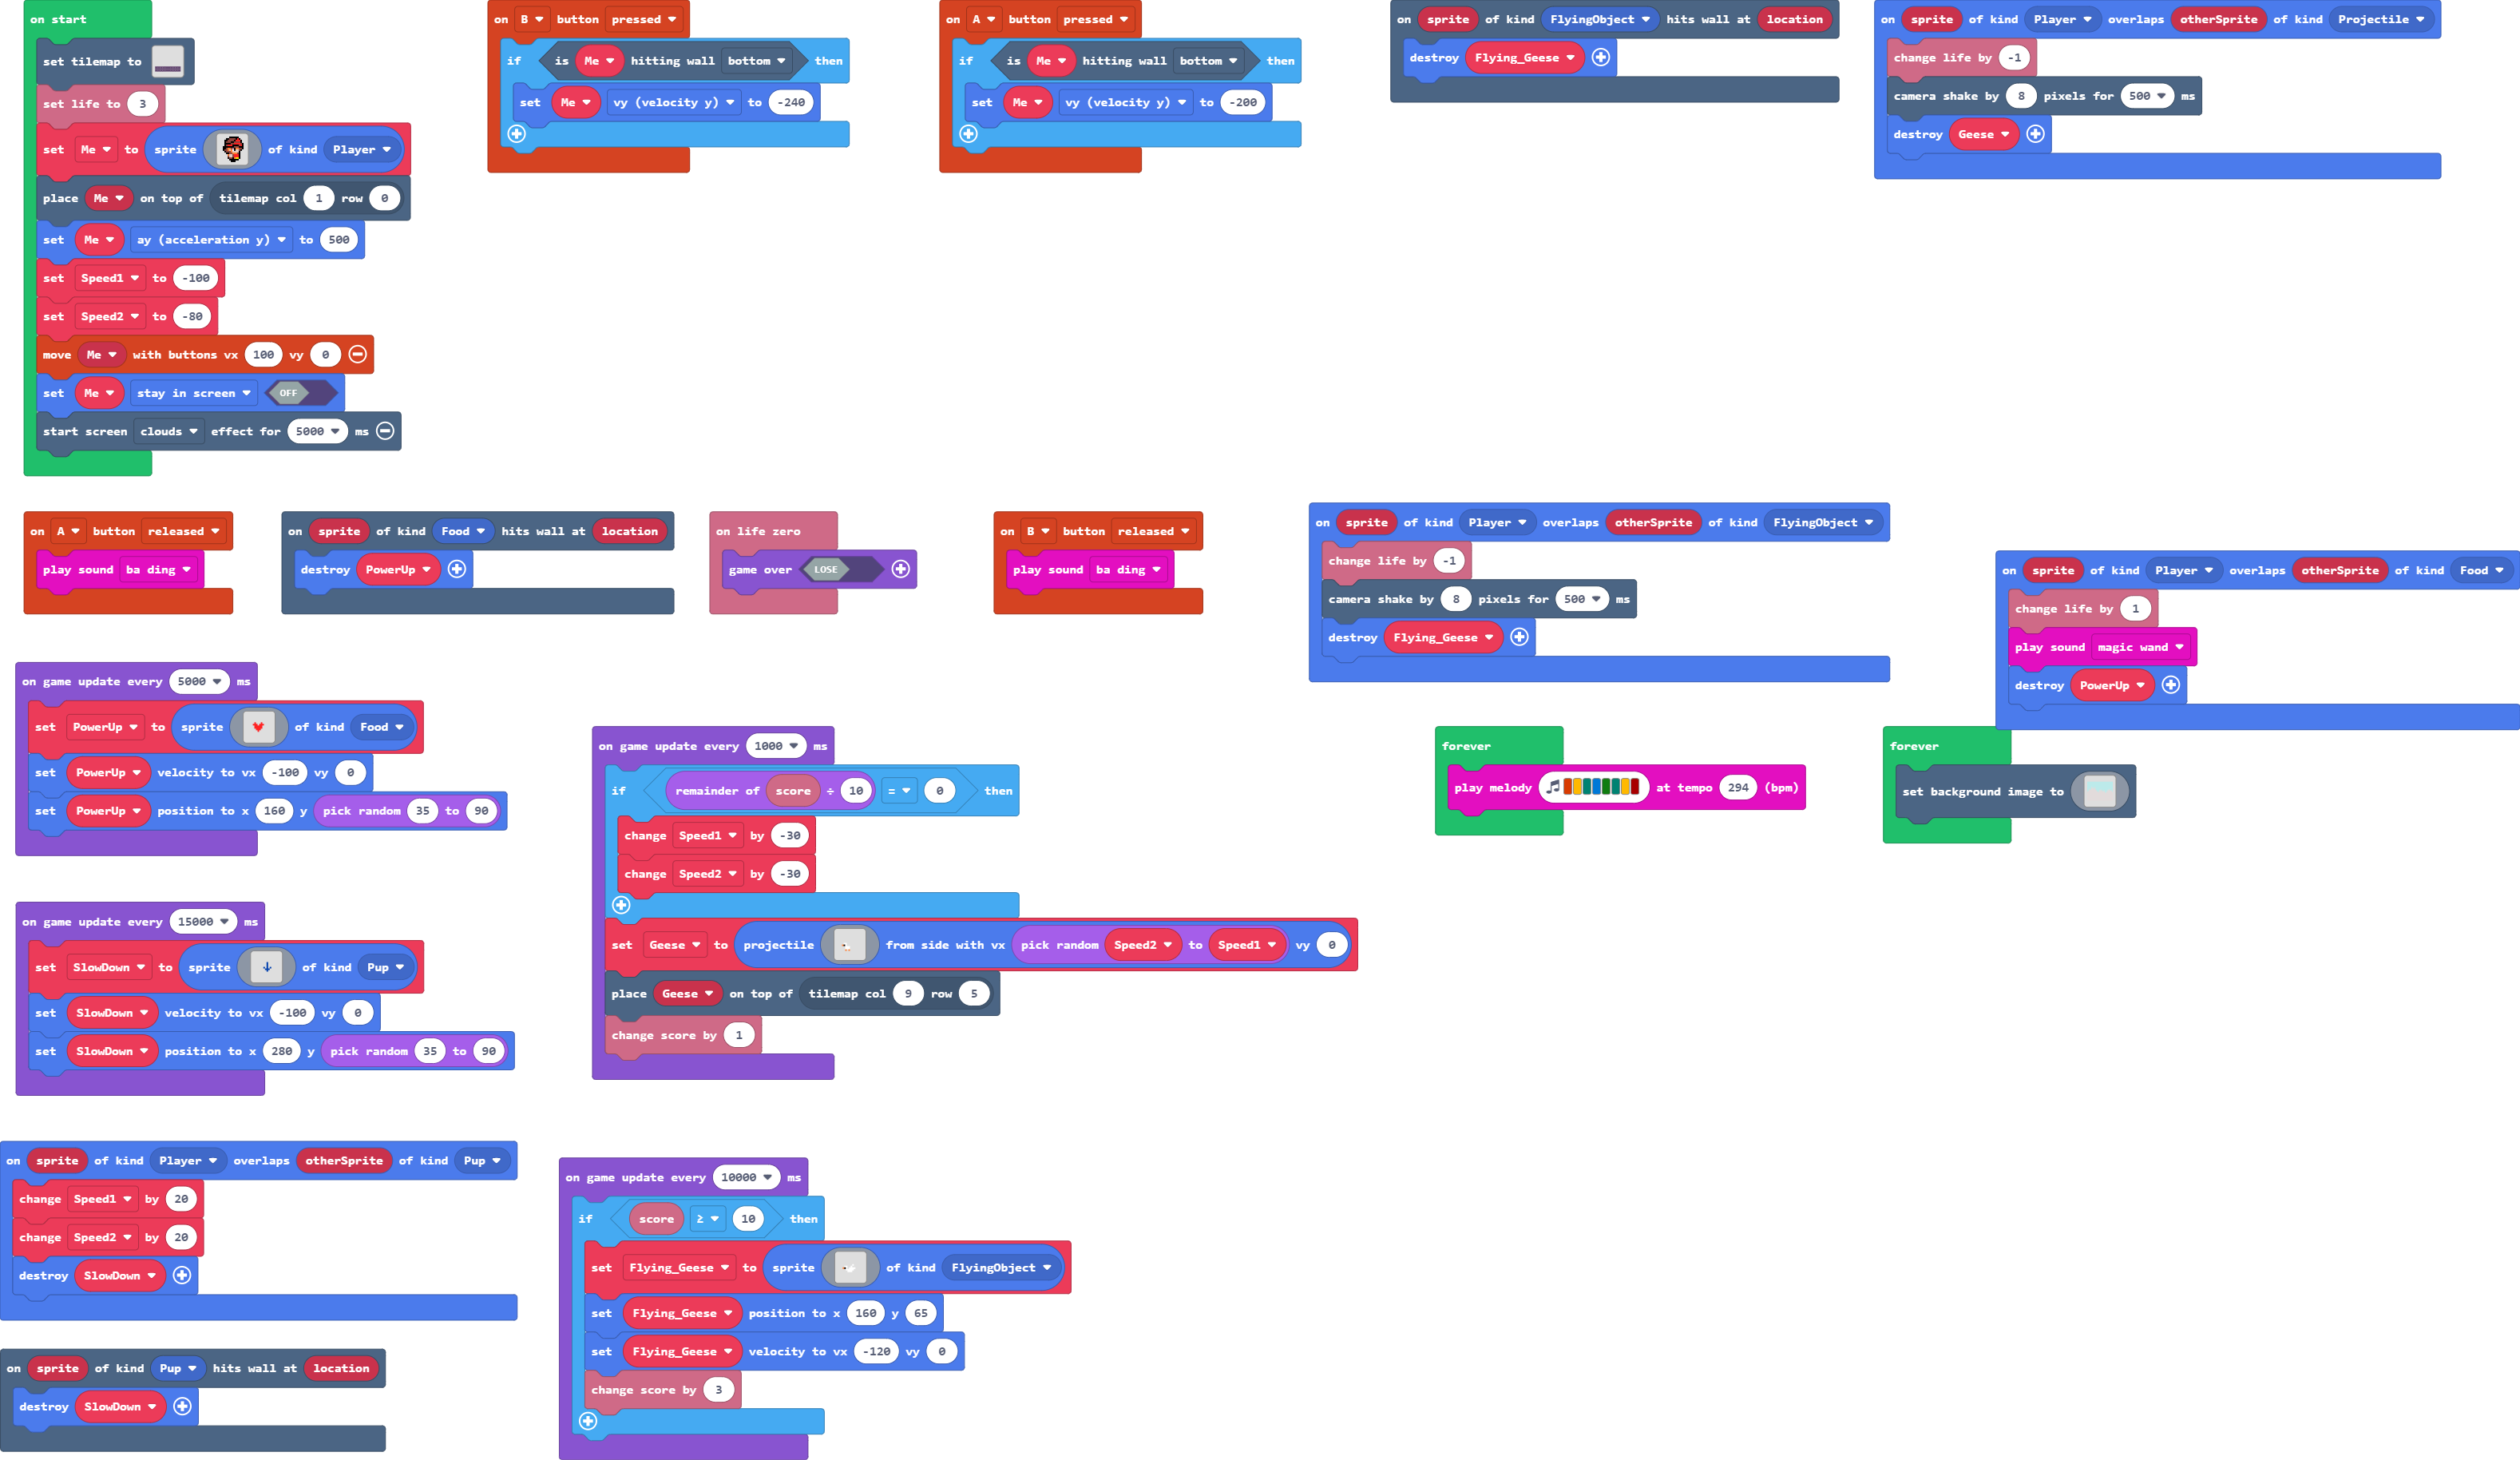 on start
set tilemap to
set life to 3
set Me to sprite of kind Player
place Me on top of tilemap col 1 row 0
set Me ay (acceleration y) to 500
set Speed1 to -100
set Speed2 to -80
move Me with buttons vx 100 vy 0
set Me stay in screen OFF
start screen clouds effect for 5000 ms
on B button pressed
if is Me hitting wall bottom then
set Me vy (velocity y) to -240
on A button pressed
if is Me hitting wall bottom then
set Me vy (velocity y) to -200
on sprite of kind FlyingObject hits wall at location
destroy Flying_Geese
on sprite of kind Player overlaps otherSprite of kind Projectile
change life by -1
camera shake by 8 pixels for 500 ms
destroy Geese
on A button released
play sound ba ding
on sprite of kind Food hits wall at location
destroy PowerUp
on life zero
game over LOSE
on B button released
play sound ba ding
on sprite of kind Player overlaps otherSprite of kind FlyingObject
change life by -1
camera shake by 8 pixels for 500 ms
destroy Flying_Geese
on sprite of kind Player overlaps otherSprite of kind Food
change life by 1
play sound magic wand
destroy PowerUp
on game update every 5000 ms
set PowerUp to sprite of kind Food
set PowerUp velocity to vx -100 vy 0
set PowerUp position to x 160 y pick random 35 to 90
on game update every 1000 ms
if remainder of score ÷ 10 = 0 then
change Speed1 by -30
change Speed2 by -30
set Geese to projectile from side with vx pick random Speed2 to Speed1 vy 0
place Geese on top of tilemap col 9 row 5
change score by 1
forever
play melody at tempo 294 (bpm)
forever
set background image to
on game update every 15000 ms
set SlowDown to sprite of kind Pup
set SlowDown velocity to vx -100 vy 0
set SlowDown position to x 280 y pick random 35 to 90
on sprite of kind Player overlaps otherSprite of kind Pup
change Speed1 by 20
change Speed2 by 20
destroy SlowDown
on game update every 10000 ms
if score ≥ 10 then
set Flying_Geese to sprite of kind FlyingObject
set Flying_Geese position to x 160 y 65
set Flying_Geese velocity to vx -120 vy 0
change score by 3
on sprite of kind Pup hits wall at location
destroy SlowDown